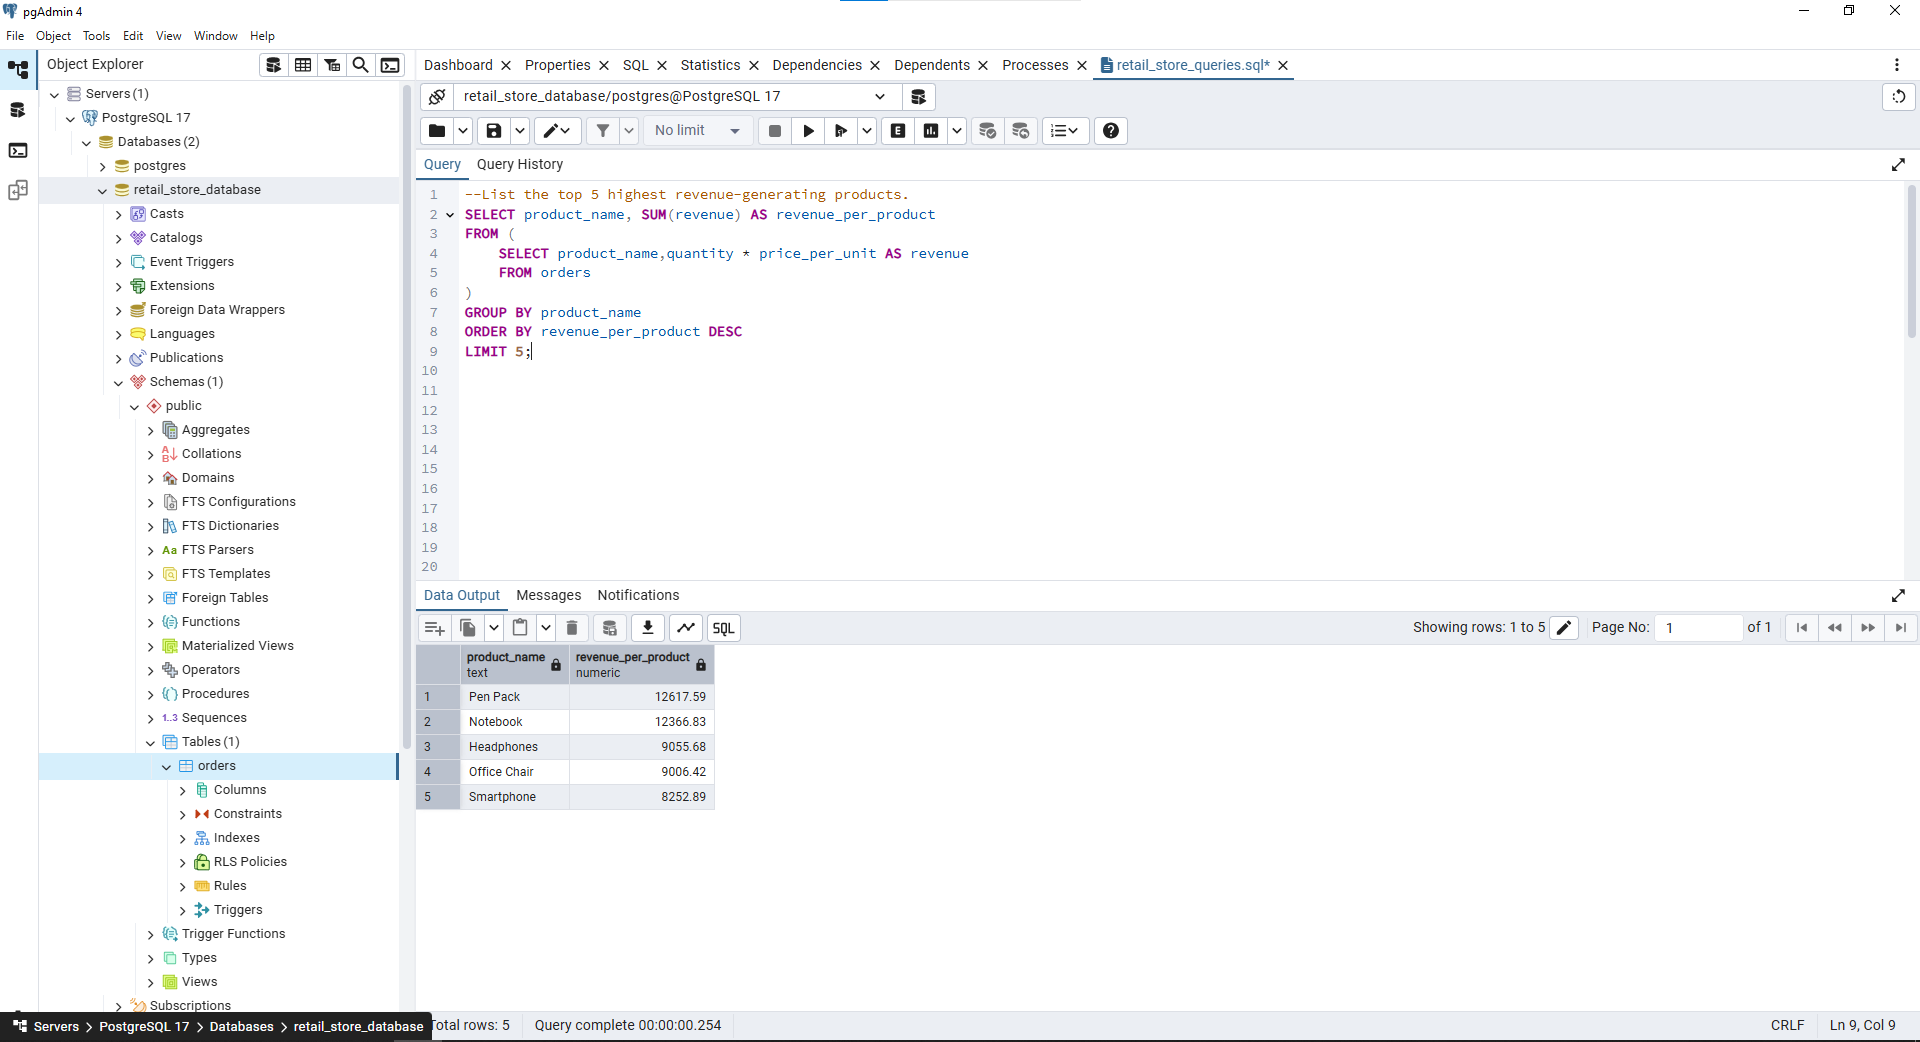 pgAdmin 4
File Object Tools Edit View Window Help
Object Explorer
Servers (1)
PostgreSQL 17
Databases (2)
postgres
retail_store_database
Casts
Catalogs
Event Triggers
Extensions
Foreign Data Wrappers
Languages
Publications
Schemas (1)
public
Aggregates
Collations
Domains
FTS Configurations
FTS Dictionaries
Aa FTS Parsers
FTS Templates
Foreign Tables
Functions
Materialized Views
Operators
Procedures
1..3 Sequences
Tables (1)
orders
Columns
Constraints
Indexes
RLS Policies
Rules
Triggers
Trigger Functions
Types
Views
Subscriptions
Servers > PostgreSQL 17 > Databases > retail_store_database
Dashboard Properties SQL Statistics Dependencies Dependents Processes retail_store_queries.sql*
retail_store_database/postgres@PostgreSQL 17
No limit E
Query Query History
1 --List the top 5 highest revenue-generating products.
2 SELECT product_name, SUM(revenue) AS revenue_per_product
3 FROM (
4 SELECT product_name,quantity * price_per_unit AS revenue
5 FROM orders
6 )
7 GROUP BY product_name
8 ORDER BY revenue_per_product DESC
9 LIMIT 5;
10
11
12
13
14
15
16
17
18
19
20
Data Output Messages Notifications
SQL Showing rows: 1 to 5 Page No: 1 of 1
product_name revenue_per_product
text numeric
1 Pen Pack 12617.59
2 Notebook 12366.83
3 Headphones 9055.68
4 Office Chair 9006.42
5 Smartphone 8252.89
otal rows: 5 Query complete 00:00:00.254 CRLF Ln 9, Col 9